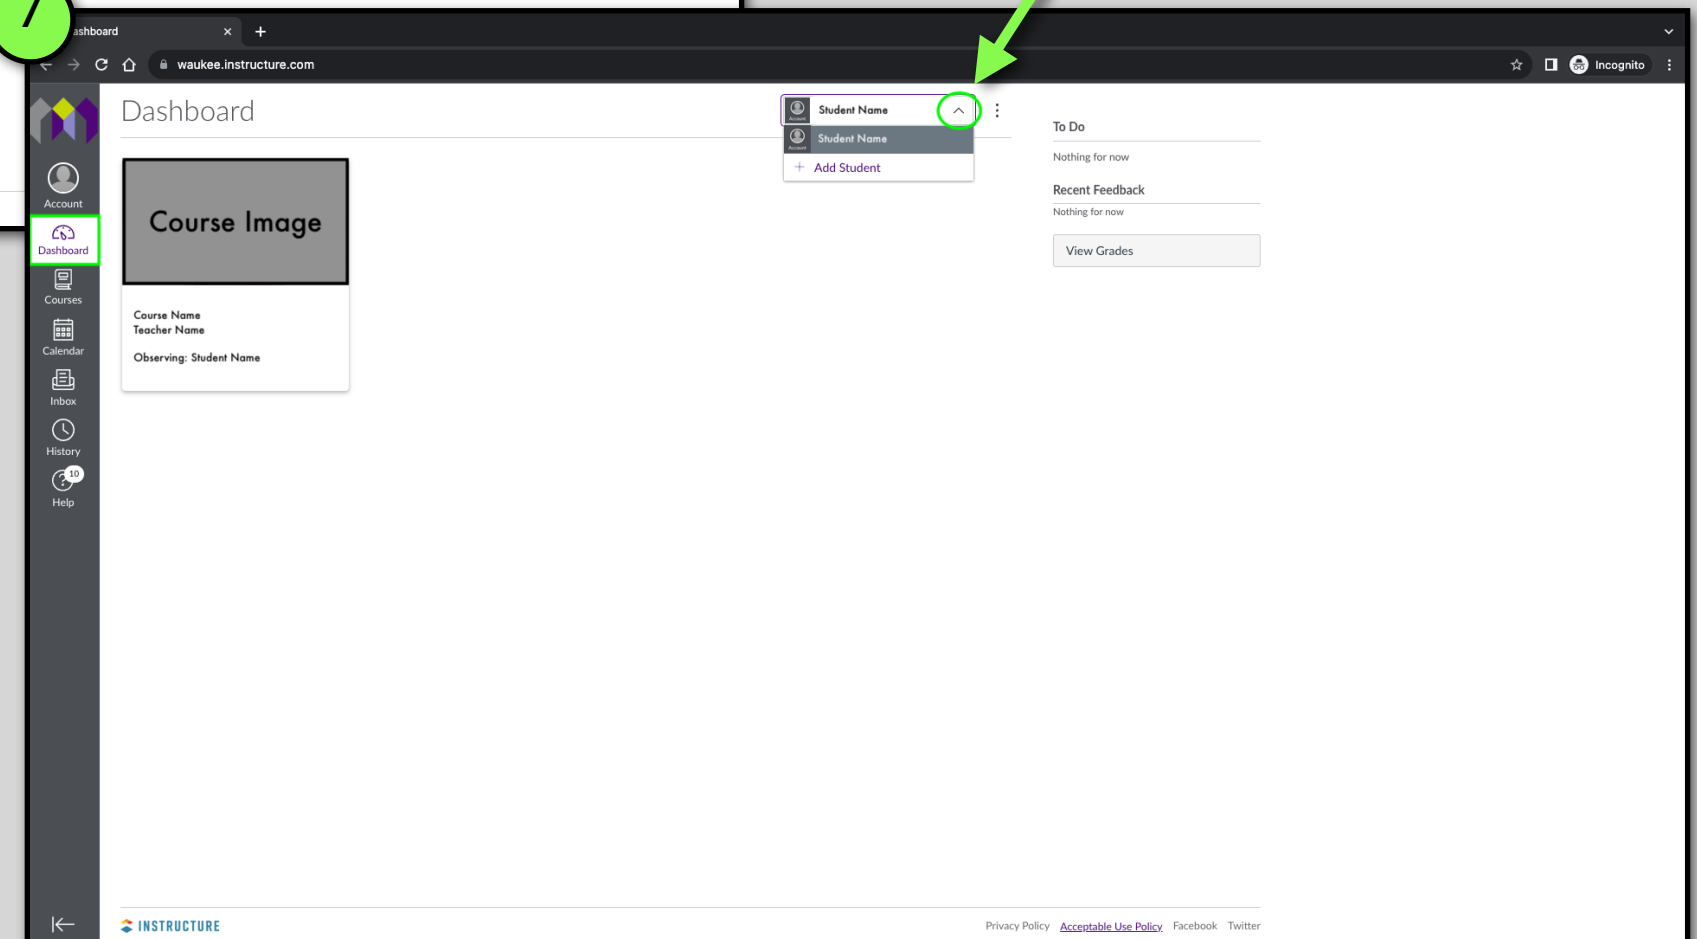 7
ashboard
waukee.instructure.com
Incognito
Dashboard
Student Name
Student Name
+ Add Student
To Do
Nothing for now
Recent Feedback
Nothing for now
View Grades
Account
Dashboard
Courses
Calendar
Inbox
History
10
Help
Course Image
Course Name
Teacher Name
Observing: Student Name
INSTRUCTURE
Privacy Policy Acceptable Use Policy Facebook Twitter